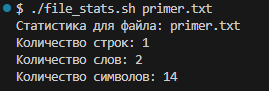 $ ./file_stats.sh primer.txt
Статистика для файла: primer.txt
Количество строк: 1
Количество слов: 2
Количество символов: 14